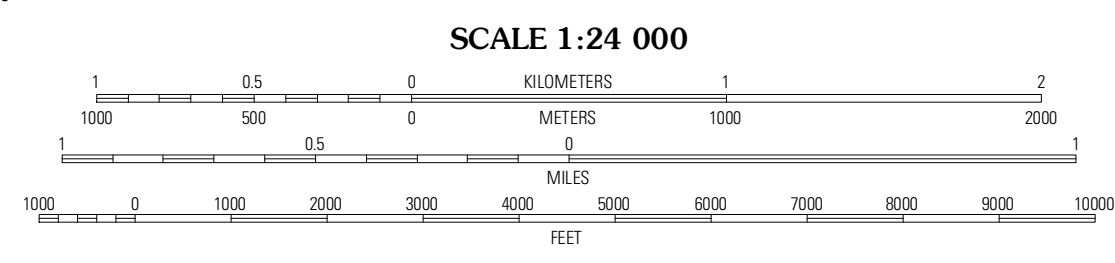 SCALE 1:24 000
1 0.5 0 KILOMETERS 1 2
1000 500 0 METERS 1000 2000
1 0.5 0 1
MILES
1000 0 1000 2000 3000 4000 5000 6000 7000 8000 9000 10000
FEET